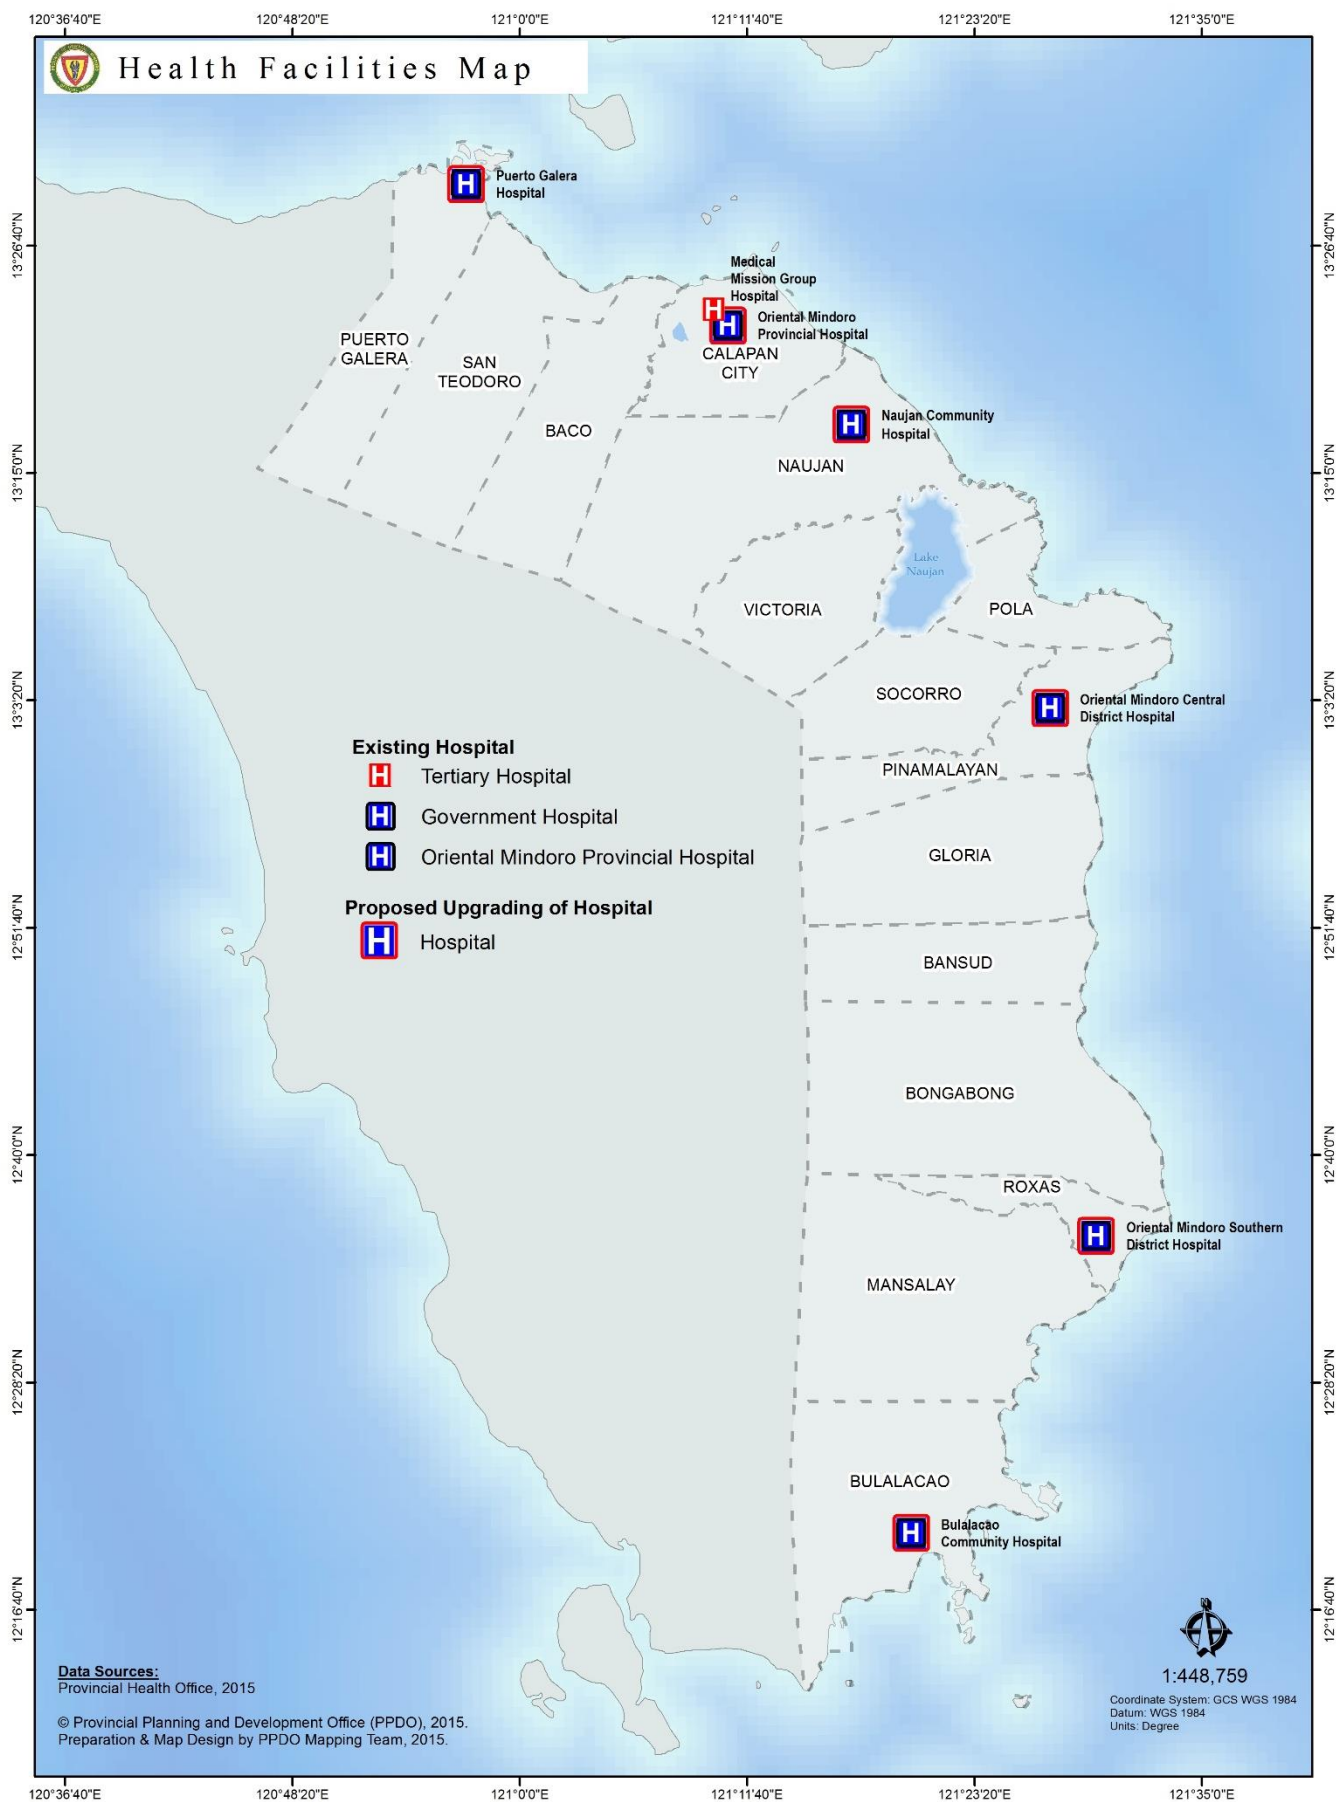 120°36'40"E
120°48'20"E
121°0'0"E
121°11'40"E
121°23'20"E
121°35'0"E
Health Facilities Map
Puerto Galera
Hospital
13°26'40"N
13°26'40"N
Medical
Mission Group
Hospital
H
H
H
Oriental Mindoro
Provincial Hospital
PUERTO
GALERA
SAN
TEODORO
CALAPAN
CITY
BACO
H
Naujan Community
Hospital
NAUJAN
13°15'0"N
13°15'0"N
Lake
Naujan
VICTORIA
POLA
SOCORRO
13°3'20"N
13°3'20"N
H
Oriental Mindoro Central
District Hospital
PINAMALAYAN
Existing Hospital
H Tertiary Hospital
H Government Hospital
H Oriental Mindoro Provincial Hospital
Proposed Upgrading of Hospital
H Hospital
GLORIA
12°51'40"N
12°51'40"N
BANSUD
BONGABONG
12°40'0"N
12°40'0"N
ROXAS
H
Oriental Mindoro Southern
District Hospital
MANSALAY
12°28'20"N
12°28'20"N
BULALACAO
H
Bulalacao
Community Hospital
12°16'40"N
12°16'40"N
1:448,759
Coordinate System: GCS WGS 1984
Datum: WGS 1984
Units: Degree
Data Sources:
Provincial Health Office, 2015
© Provincial Planning and Development Office (PPDO), 2015.
Preparation & Map Design by PPDO Mapping Team, 2015.
120°36'40"E
120°48'20"E
121°0'0"E
121°11'40"E
121°23'20"E
121°35'0"E